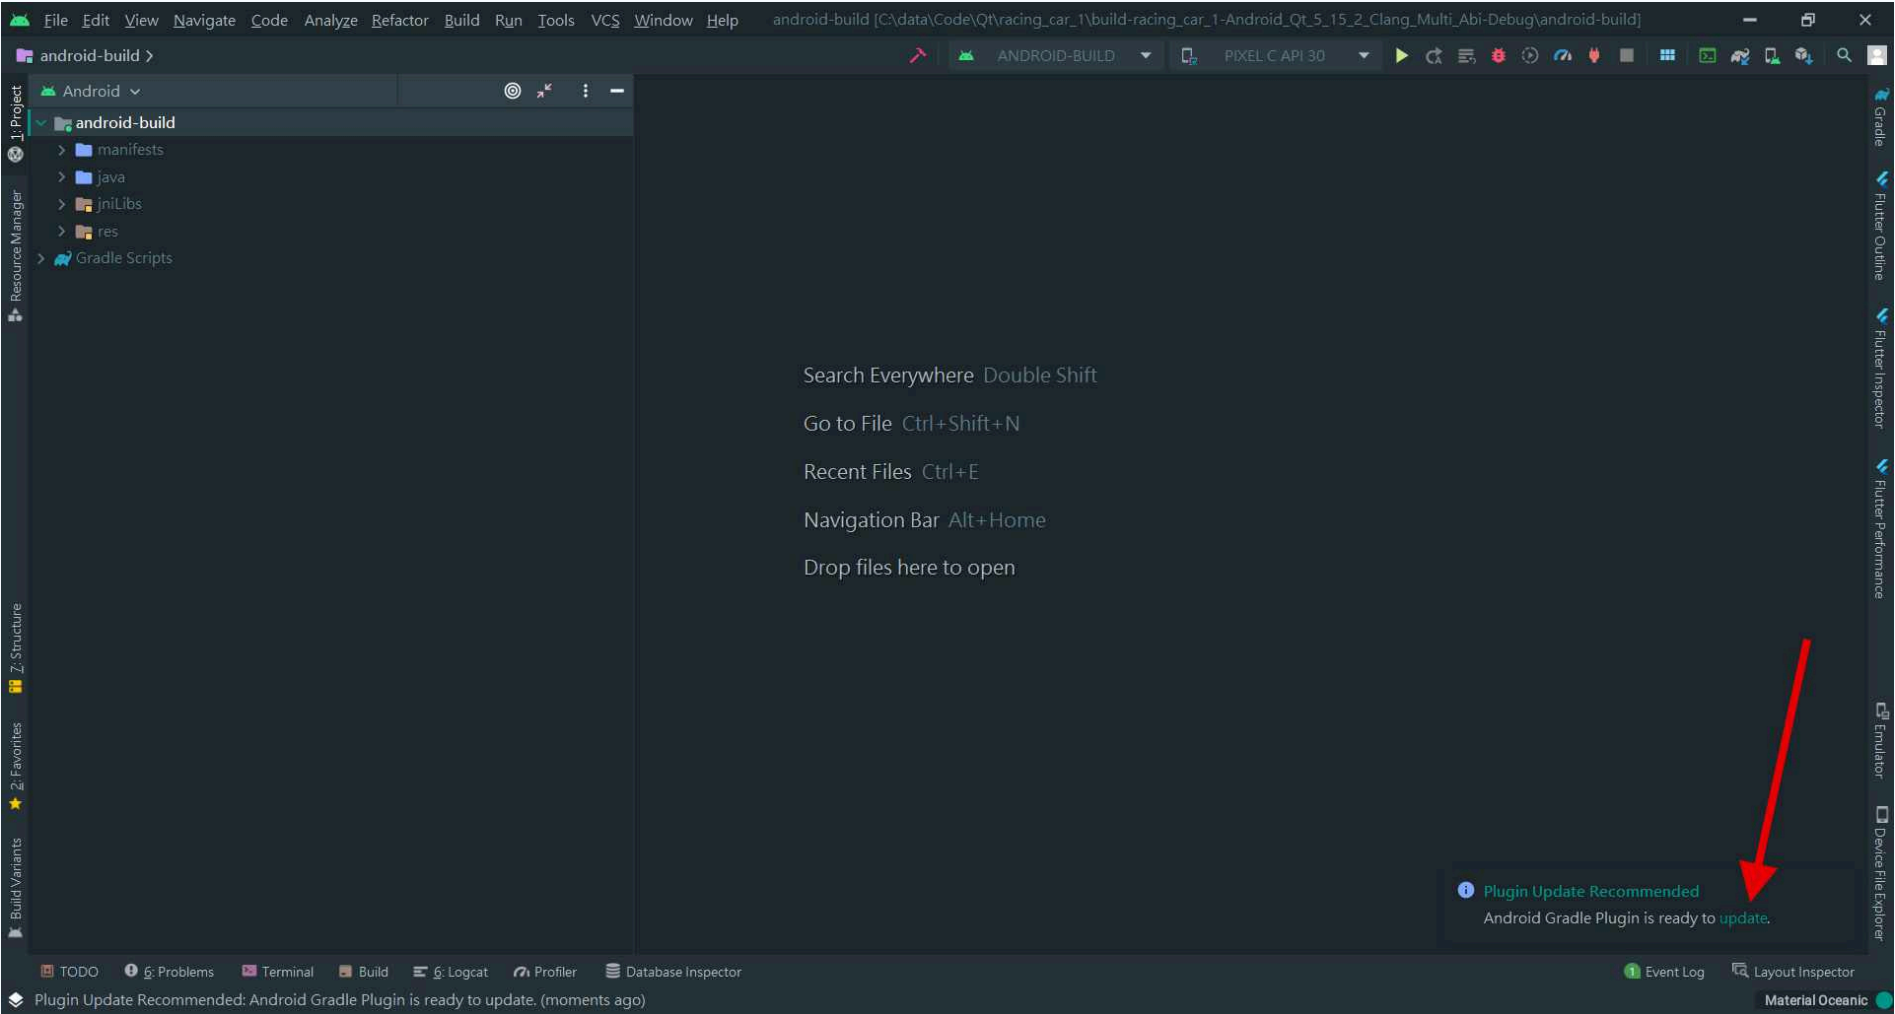 File Edit View Navigate Code Analyze Refactor Build Run Tools VCS Window Help android-build [C:\data\Code\Qt\racing_car_1\build-racing_car_1-Android_Qt_5_15_2_Clang_Multi_Abi-Debug\android-build]
android-build
ANDROID-BUILD PIXEL C API 30
Android
android-build
manifests
java
jniLibs
res
Gradle Scripts
1: Project
Resource Manager
7: Structure
2: Favorites
Build Variants
Search Everywhere Double Shift
Go to File Ctrl+Shift+N
Recent Files Ctrl+E
Navigation Bar Alt+Home
Drop files here to open
Gradle
Flutter Outline
Flutter Inspector
Flutter Performance
Emulator
Device File Explorer
Plugin Update Recommended
Android Gradle Plugin is ready to update.
TODO 6: Problems Terminal Build 6: Logcat Profiler Database Inspector 1 Event Log Layout Inspector
Plugin Update Recommended: Android Gradle Plugin is ready to update. (moments ago) Material Oceanic